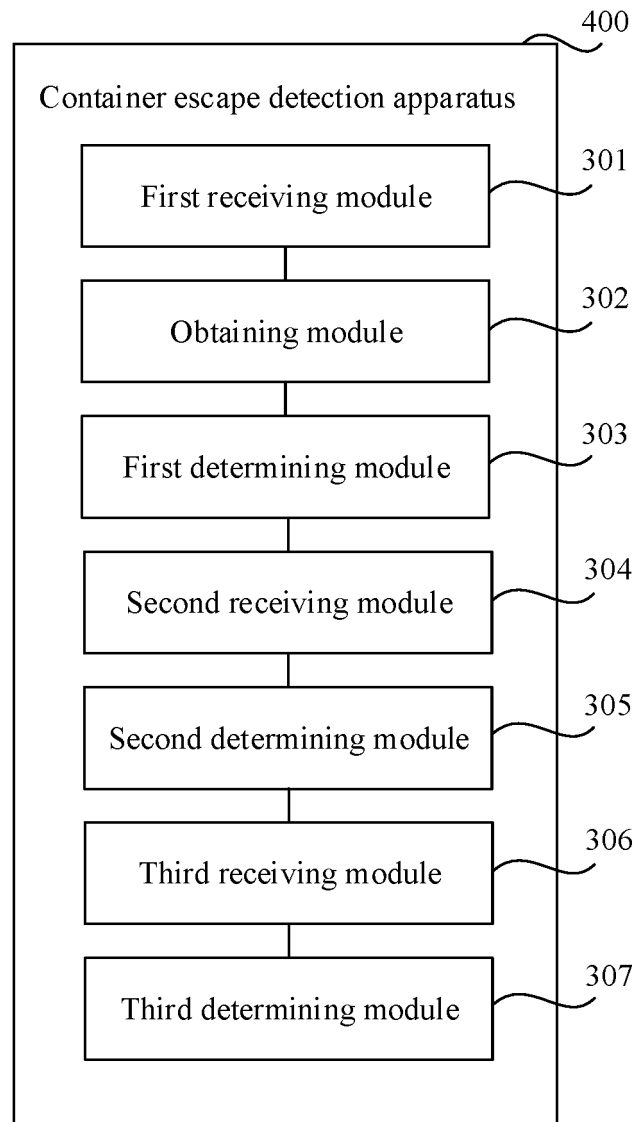 400
Container escape detection apparatus
301
First receiving module
302
Obtaining module
303
First determining module
304
Second receiving module
305
Second determining module
306
Third receiving module
307
Third determining module